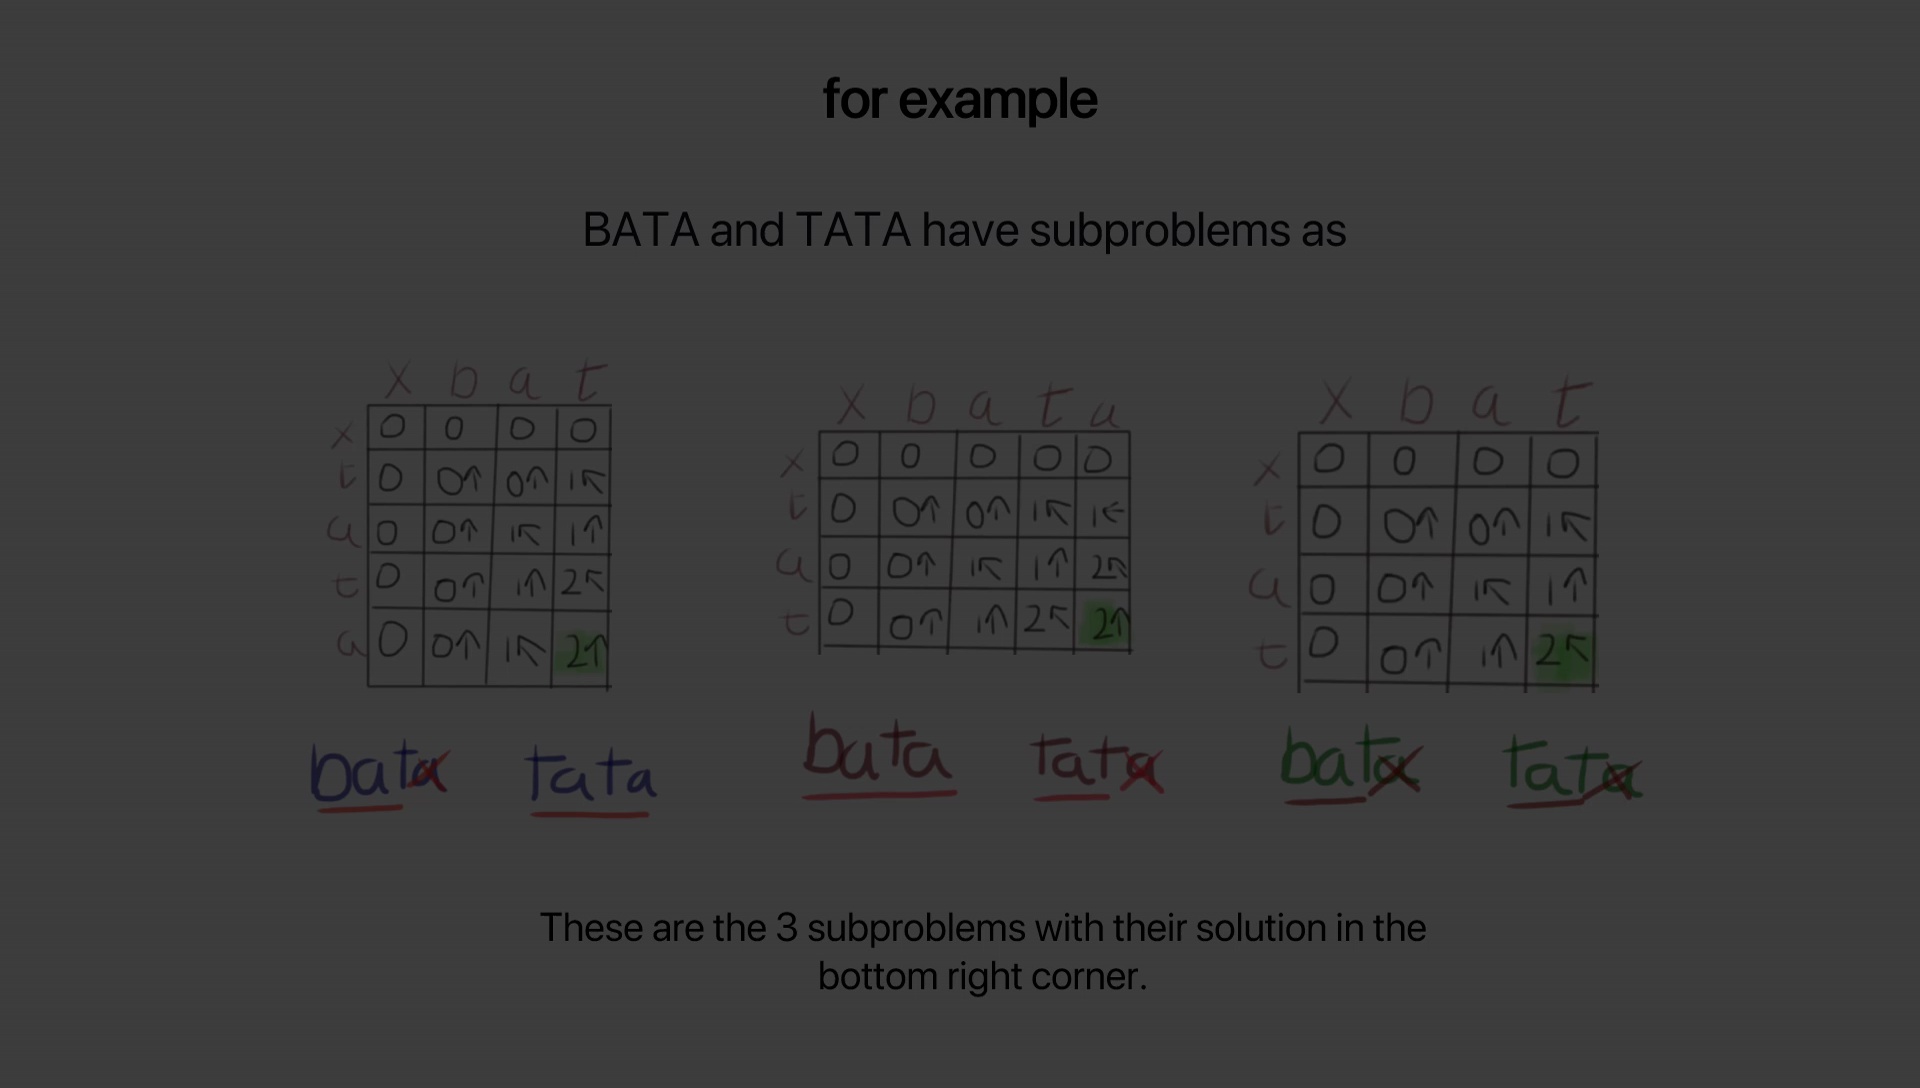 for example
BATA and TATA have subproblems as
x b a t
x 0 0 0 0
t 0 0↑ 0↑ 1↖
a 0 0↑ 1↖ 1↑
t 0 0↑ 1↑ 2↖
a 0 0↑ 1↖ 2↑
bata tata
x b a t a
x 0 0 0 0 0
t 0 0↑ 0↑ 1↖ 1←
a 0 0↑ 1↖ 1↑ 2↖
t 0 0↑ 1↑ 2↖ 2↑
bata tata
x b a t
x 0 0 0 0
t 0 0↑ 0↑ 1↖
a 0 0↑ 1↖ 1↑
t 0 0↑ 1↑ 2↖
bata tata
These are the 3 subproblems with their solution in the
bottom right corner.